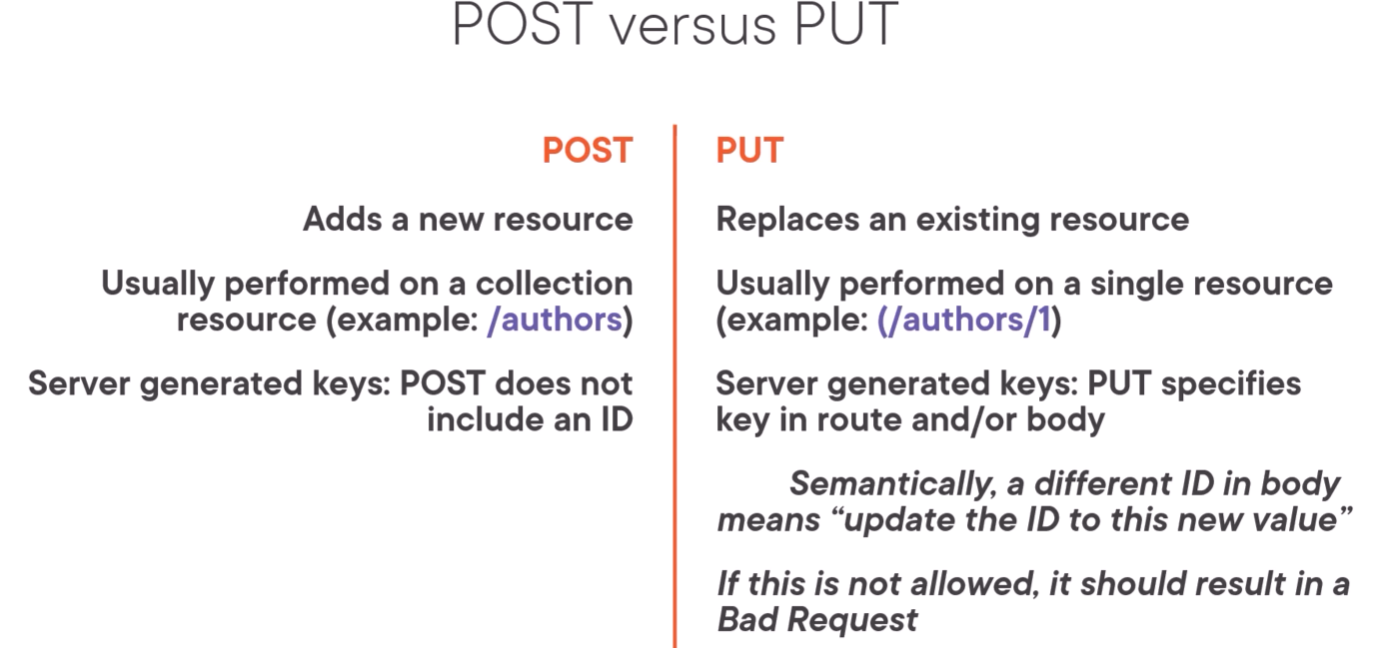 POST versus PUT
POST
Adds a new resource
Usually performed on a collection
resource (example: /authors)
Server generated keys: POST does not
include an ID
PUT
Replaces an existing resource
Usually performed on a single resource
(example: (/authors/1)
Server generated keys: PUT specifies
key in route and/or body
Semantically, a different ID in body
means “update the ID to this new value”
If this is not allowed, it should result in a
Bad Request